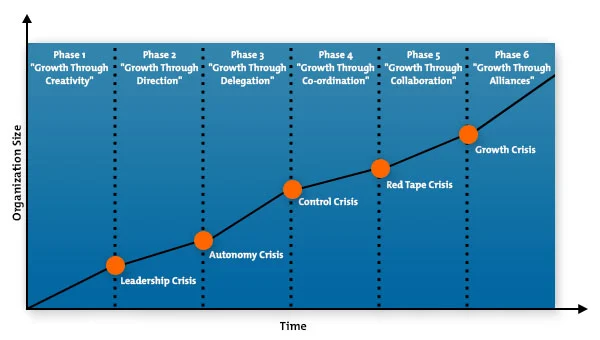 Phase 1
"Growth Through
Creativity"
Phase 2
"Growth Through
Direction"
Phase 3
"Growth Through
Delegation"
Phase 4
"Growth Through
Co-ordination"
Phase 5
"Growth Through
Collaboration"
Phase 6
"Growth Through
Alliances"
Organization Size
Growth Crisis
Red Tape Crisis
Control Crisis
Autonomy Crisis
Leadership Crisis
Time